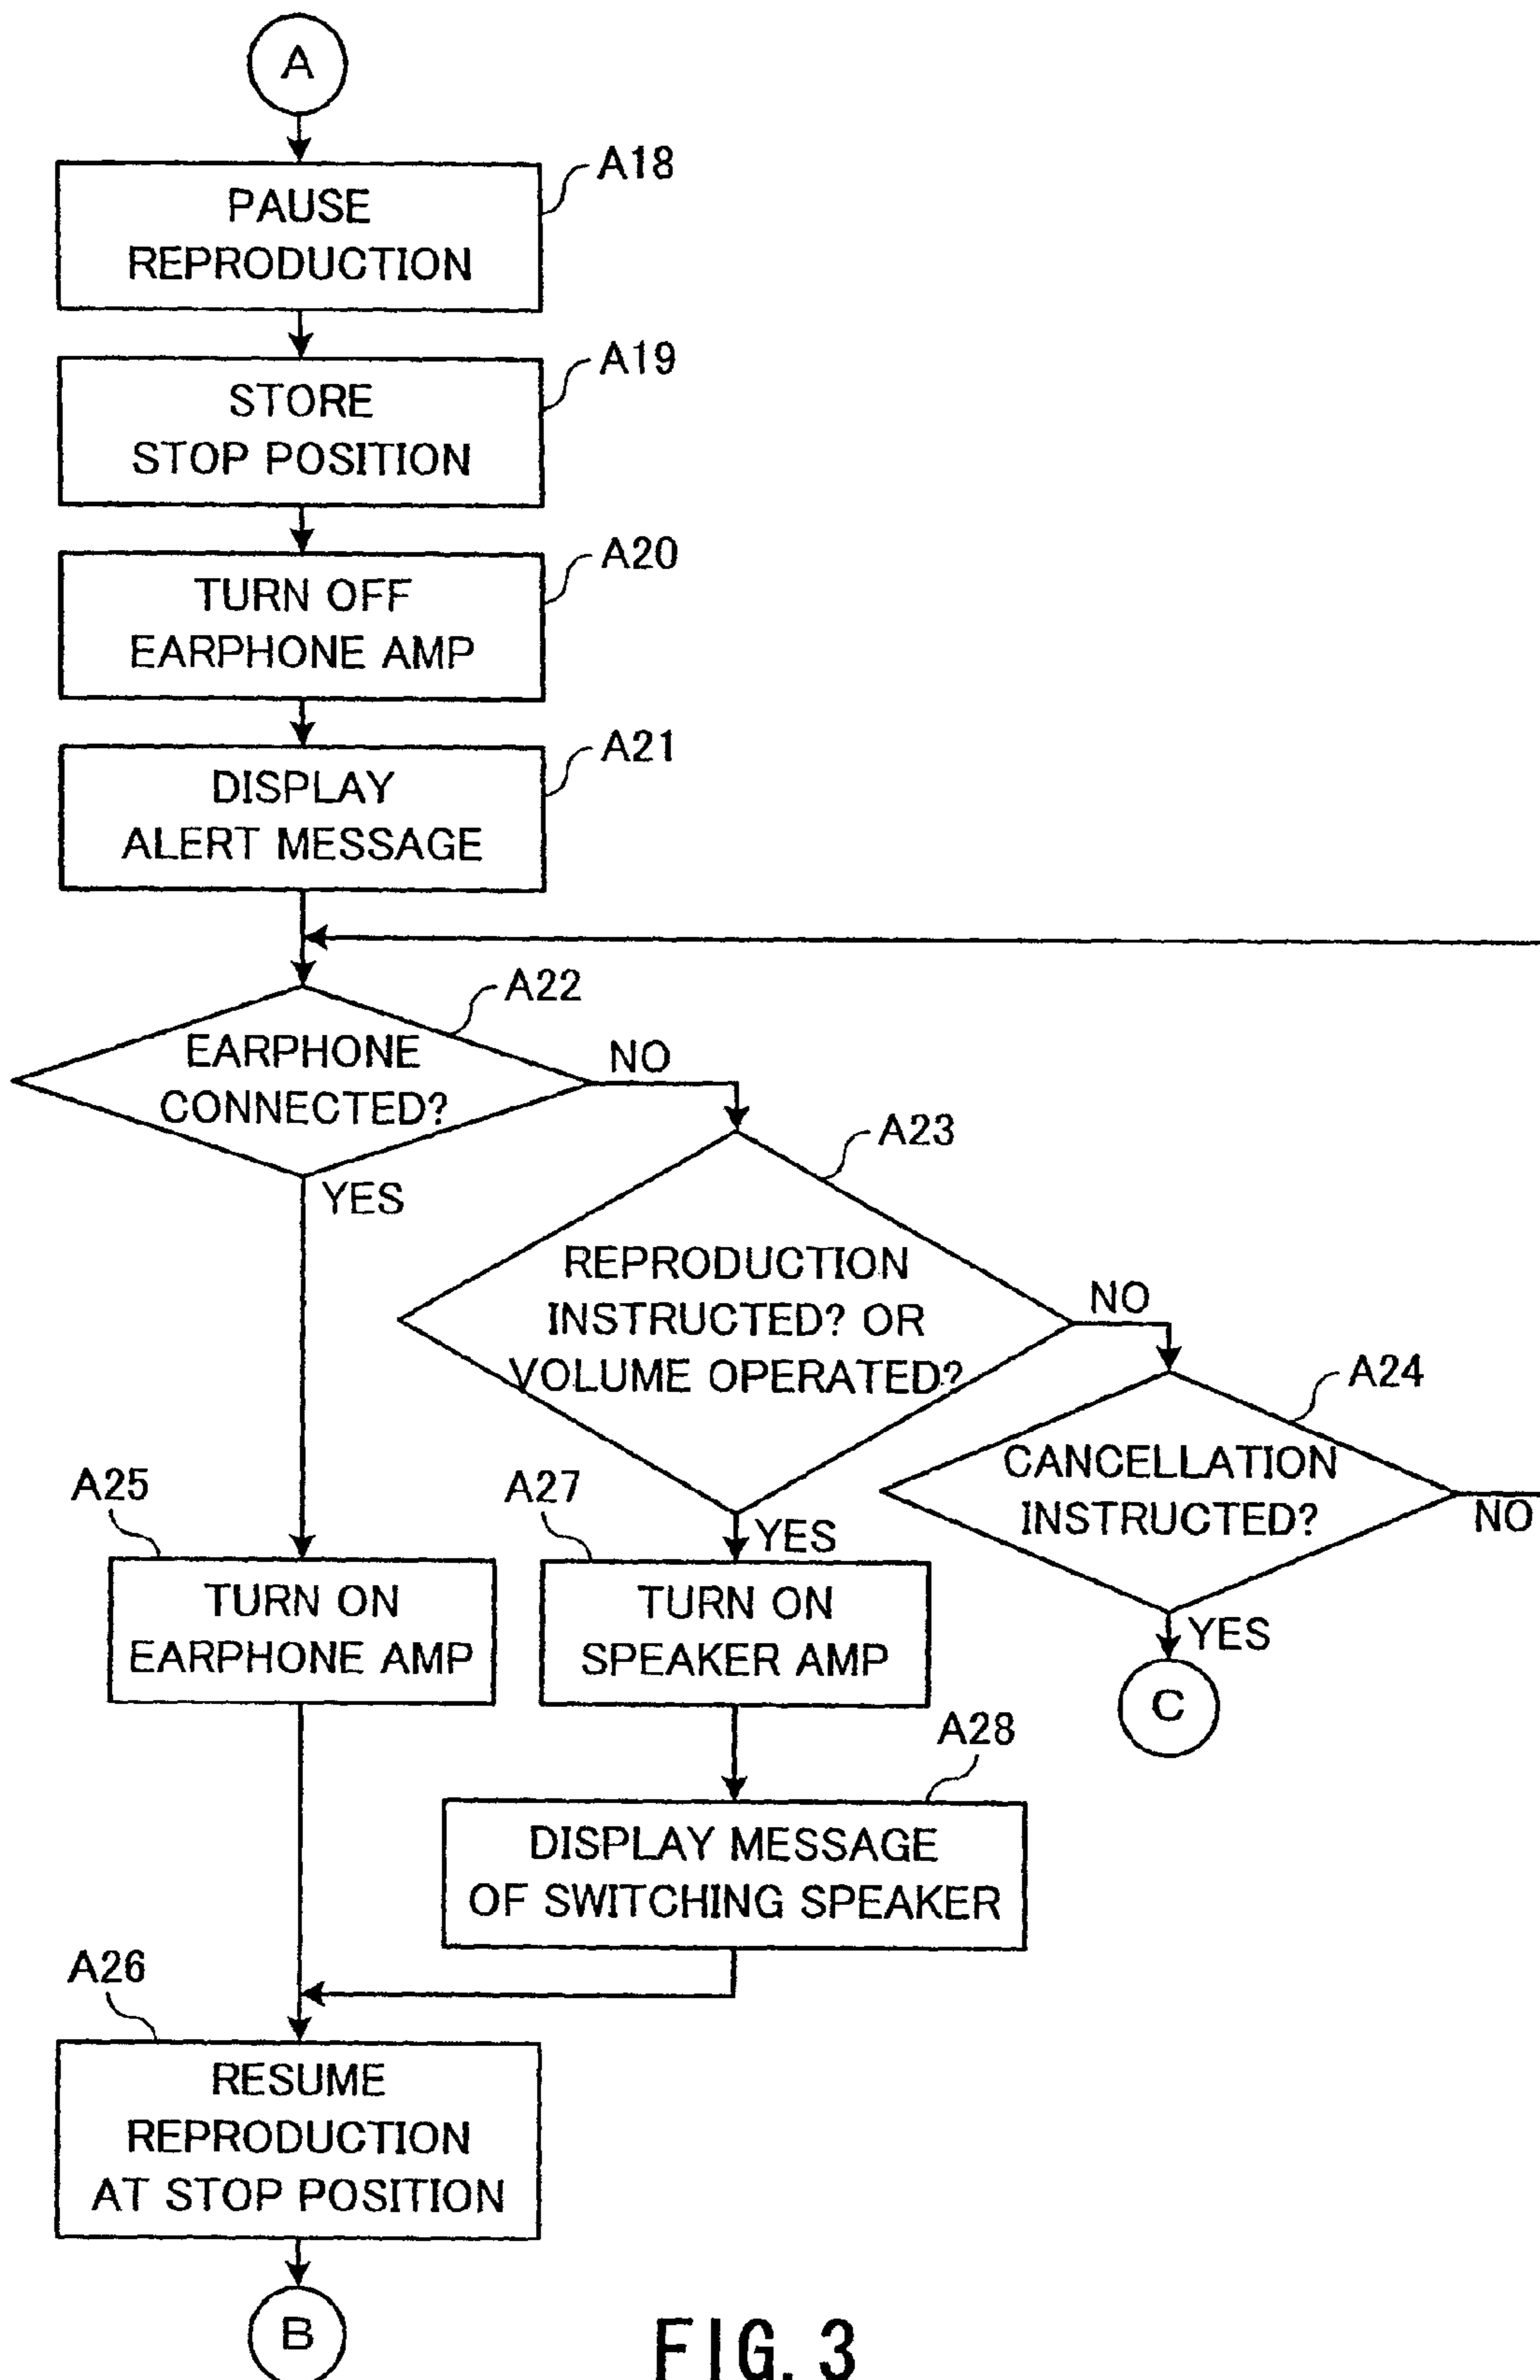 A
A18
PAUSE
REPRODUCTION
A19
STORE
STOP POSITION
A20
TURN OFF
EARPHONE AMP
A21
DISPLAY
ALERT MESSAGE
A22
EARPHONE
CONNECTED?
NO
YES
A23
REPRODUCTION
INSTRUCTED? OR
VOLUME OPERATED?
NO
YES
A24
CANCELLATION
INSTRUCTED?
NO
YES
C
A25
TURN ON
EARPHONE AMP
A27
TURN ON
SPEAKER AMP
A28
DISPLAY MESSAGE
OF SWITCHING SPEAKER
A26
RESUME
REPRODUCTION
AT STOP POSITION
B
FIG. 3